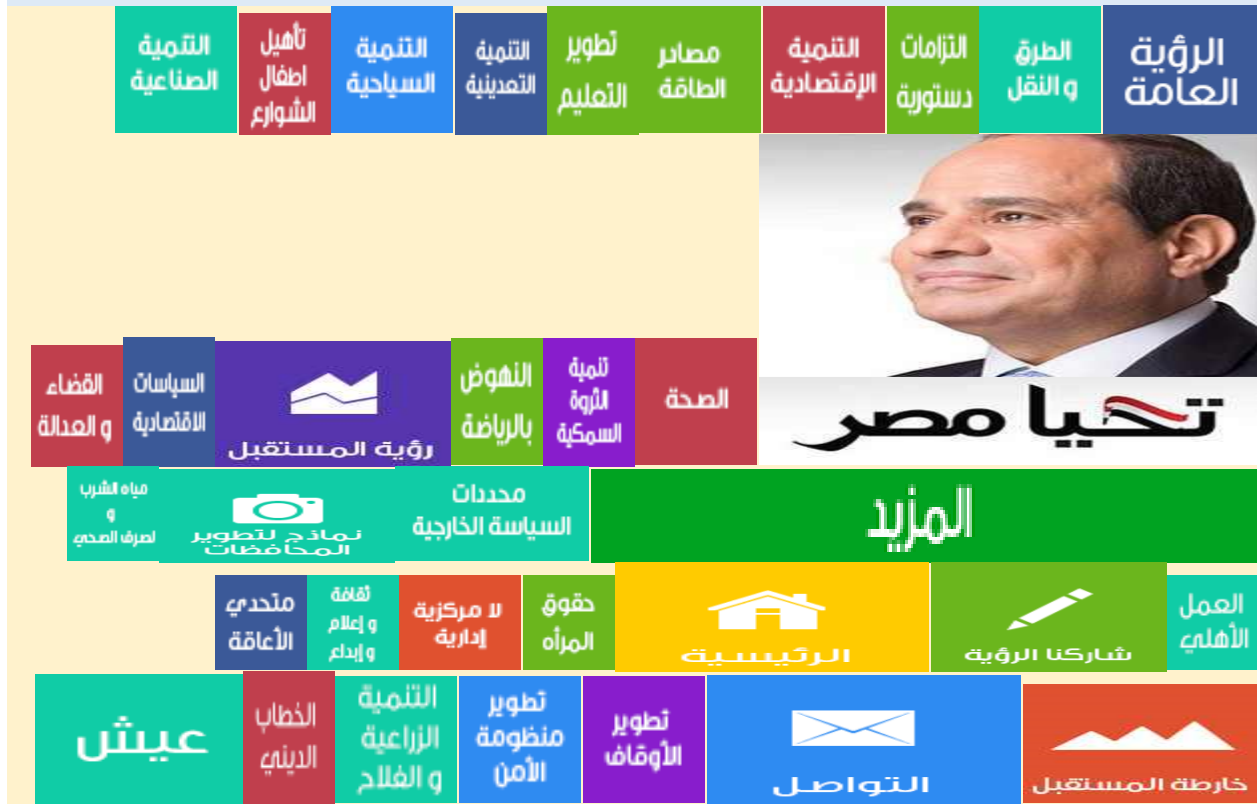 الرؤية
العامة
الطرق
و النقل
التزامات
دستورية
التنمية
الإقتصادية
مصادر
الطاقة
تطوير
التعليم
التنمية
التعدينية
التنمية
السياحية
تأهيل
اطفال
الشوارع
التنمية
الصناعية
تحيا مصر
الصحة
تنمية
الثروة
السمكية
النهوض
بالرياضة
رؤية المستقبل
السياسات
الاقتصادية
القضاء
و العدالة
المزيد
محددات
السياسة الخارجية
نماذج لتطوير
المحافظات
مياه الشرب
و
لصرف الصحي
العمل
الأهلي
شاركنا الرؤية
الرئيسية
حقوق
المرأه
لا مركزية
إدارية
ثقافة
و إعلام
و إبداع
متحدي
الأعاقة
خارطة المستقبل
التواصل
تطوير
الأوقاف
تطوير
منظومة
الأمن
التنمية
الزراعية
و الفلاح
الخطاب
الديني
عيش